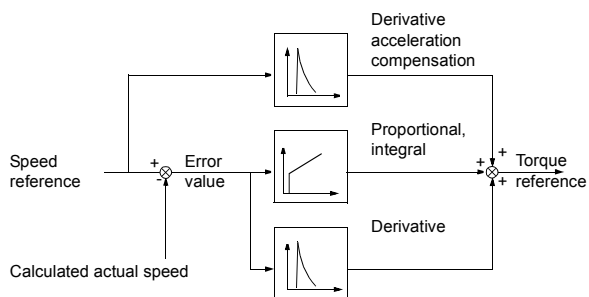 Derivative
acceleration
compensation
Proportional,
integral
Speed
reference
+
-
Error
value
+
+
+
Torque
reference
Derivative
Calculated actual speed